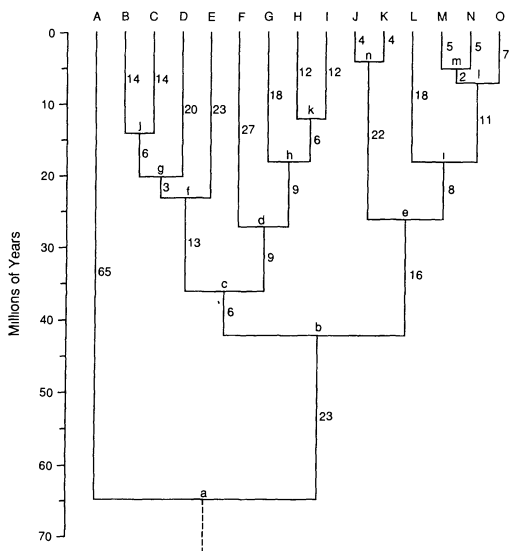 A B C D E F G H I J K L M N O
0
4 4
n
5 5
m
7
2 l
10
14 14
12 12
k
j
20
23
18
18
11
27
6
6
h
i
22
20
g
3
f
9
8
d
e
30
13
9
16
c
6
40
b
65
50
23
60
a
70
Millions of Years